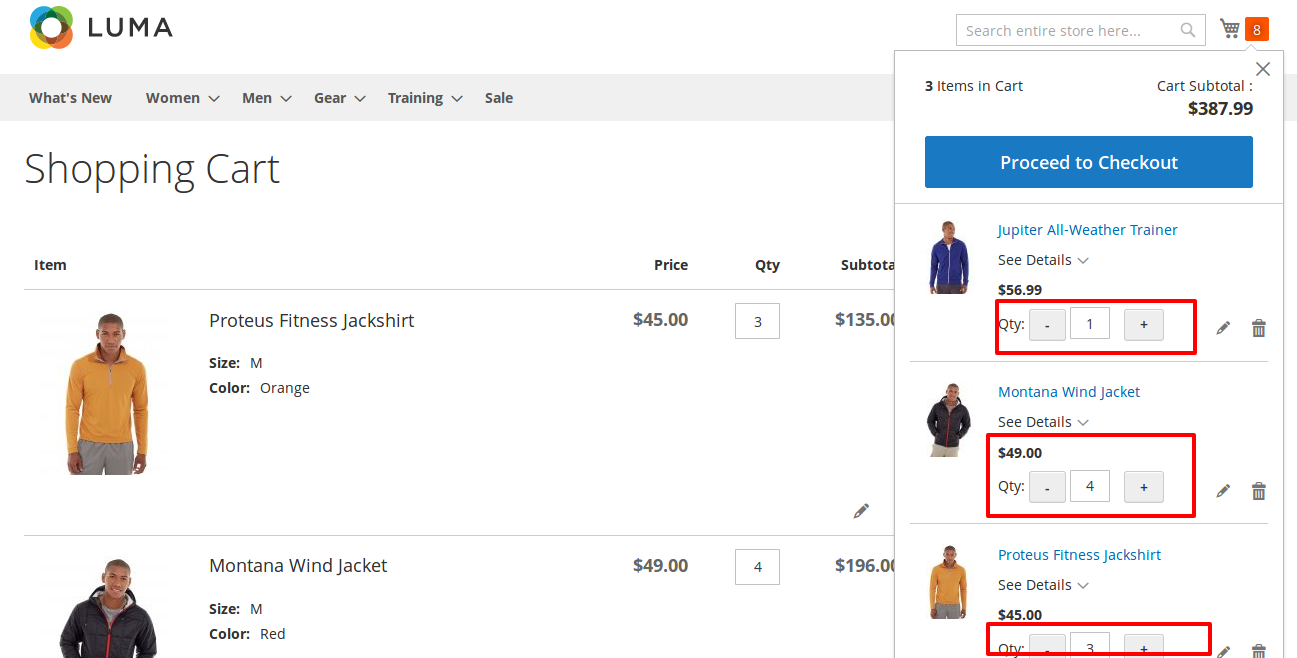 LUMA
Search entire store here...
8
What's New Women Men Gear Training Sale
3 Items in Cart Cart Subtotal :
$387.99
Proceed to Checkout
Shopping Cart
Item Price Qty Subtota
Proteus Fitness Jackshirt $45.00 3 $135.00
Size: M
Color: Orange
Montana Wind Jacket $49.00 4 $196.00
Size: M
Color: Red
Jupiter All-Weather Trainer
See Details
$56.99
Qty: - 1 +
Montana Wind Jacket
See Details
$49.00
Qty: - 4 +
Proteus Fitness Jackshirt
See Details
$45.00
Qty: - 3 +